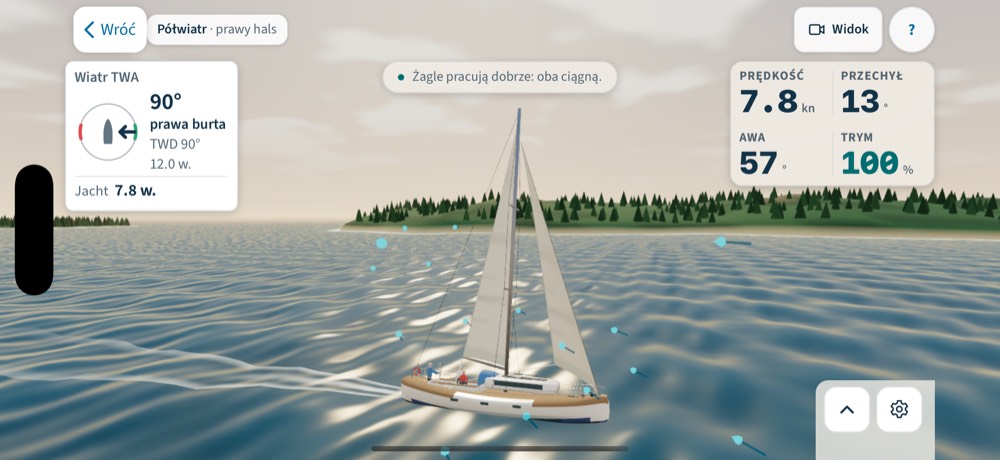 Wróć
Półwiatr · prawy hals
Widok
?
Wiatr TWA
90°
prawa burta
TWD 90°
12.0 w.
Jacht 7.8 w.
Żagle pracują dobrze: oba ciągną.
PRĘDKOŚĆ
7.8 kn
PRZECHYŁ
13 °
AWA
57 °
TRYM
100 %